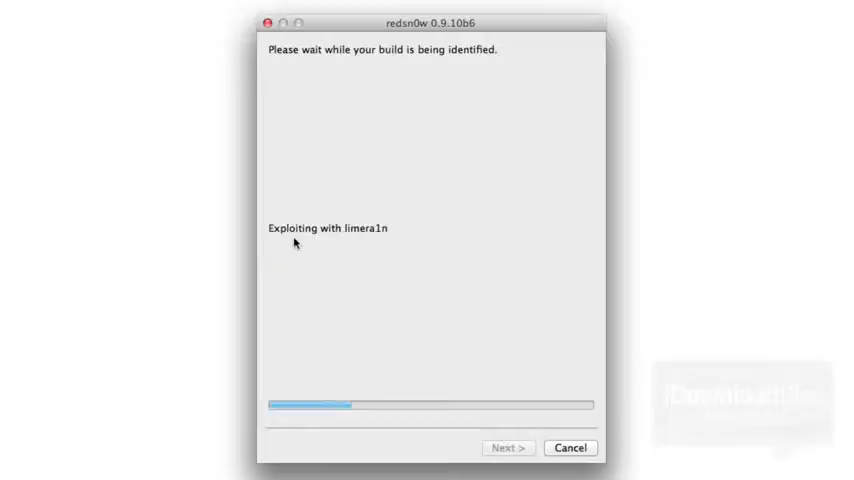 redsn0w 0.9.10b6
Please wait while your build is being identified.
Exploiting with limera1n
Next >
Cancel